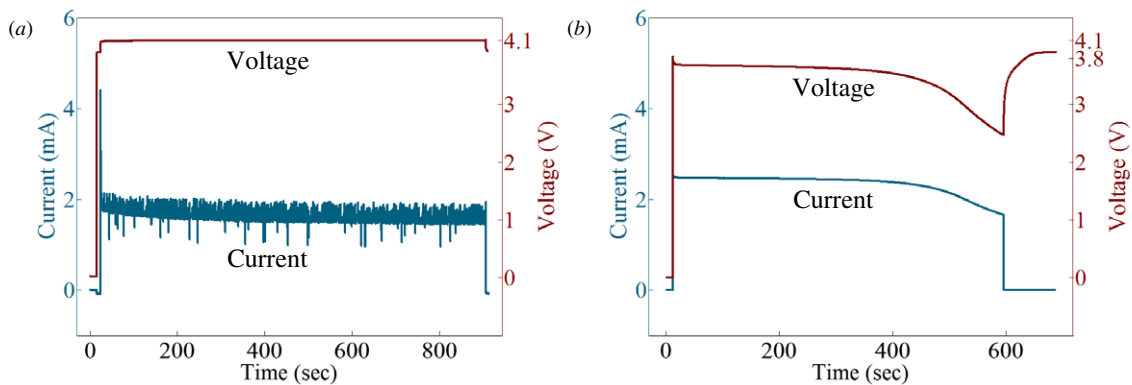 (a)
6
4
2
0
Current (mA)
Voltage
Current
4.1
3
2
1
0
Voltage (V)
0 200 400 600 800
Time (sec)
(b)
6
4
2
0
Current (mA)
Voltage
Current
4.1
3.8
3
2
1
0
Voltage (V)
0 200 400 600
Time (sec)